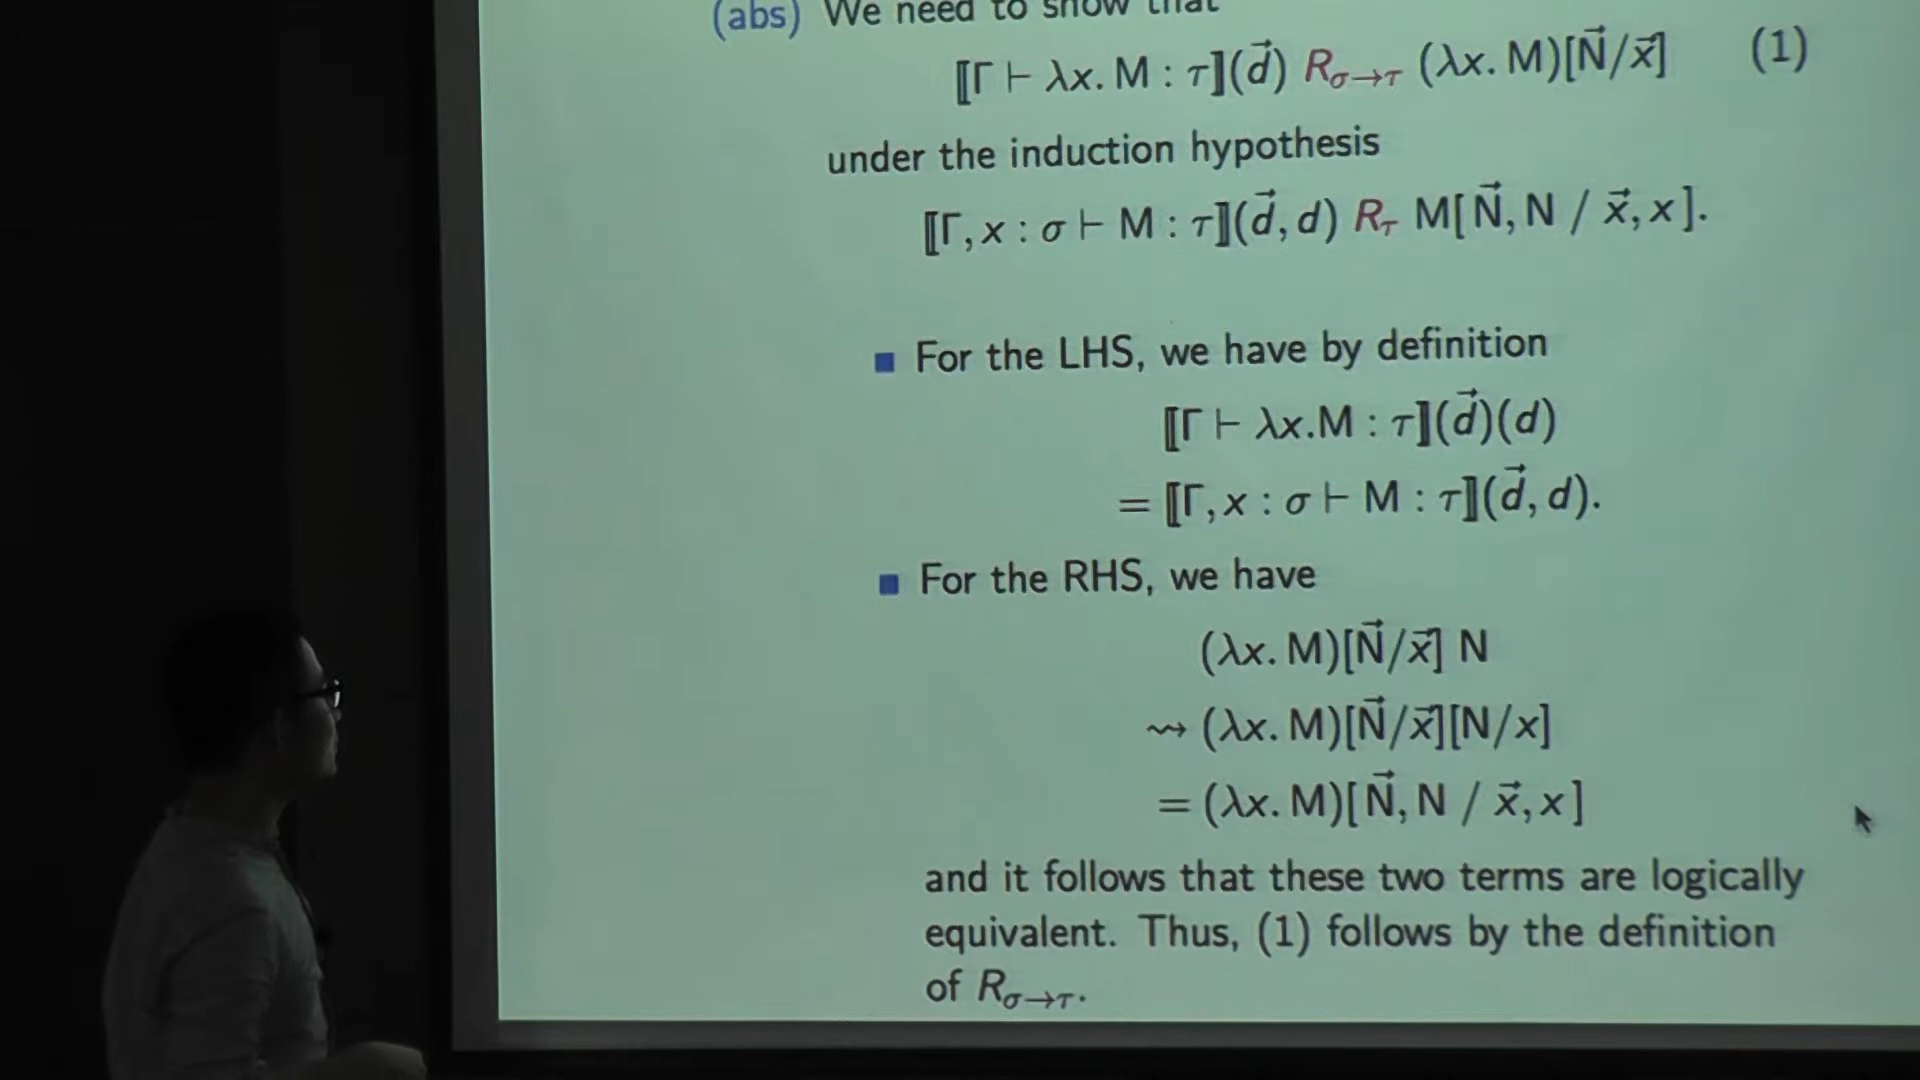 (abs) We need to show that
⟦Γ ⊢ λx. M : τ⟧(d⃗) R_{σ→τ} (λx. M)[N⃗/x⃗] (1)
under the induction hypothesis
⟦Γ, x : σ ⊢ M : τ⟧(d⃗, d) R_τ M[N⃗, N / x⃗, x].
■ For the LHS, we have by definition
⟦Γ ⊢ λx.M : τ⟧(d⃗)(d)
= ⟦Γ, x : σ ⊢ M : τ⟧(d⃗, d).
■ For the RHS, we have
(λx. M)[N⃗/x⃗] N
⇝ (λx. M)[N⃗/x⃗][N/x]
= (λx. M)[N⃗, N / x⃗, x]
and it follows that these two terms are logically
equivalent. Thus, (1) follows by the definition
of R_{σ→τ}.